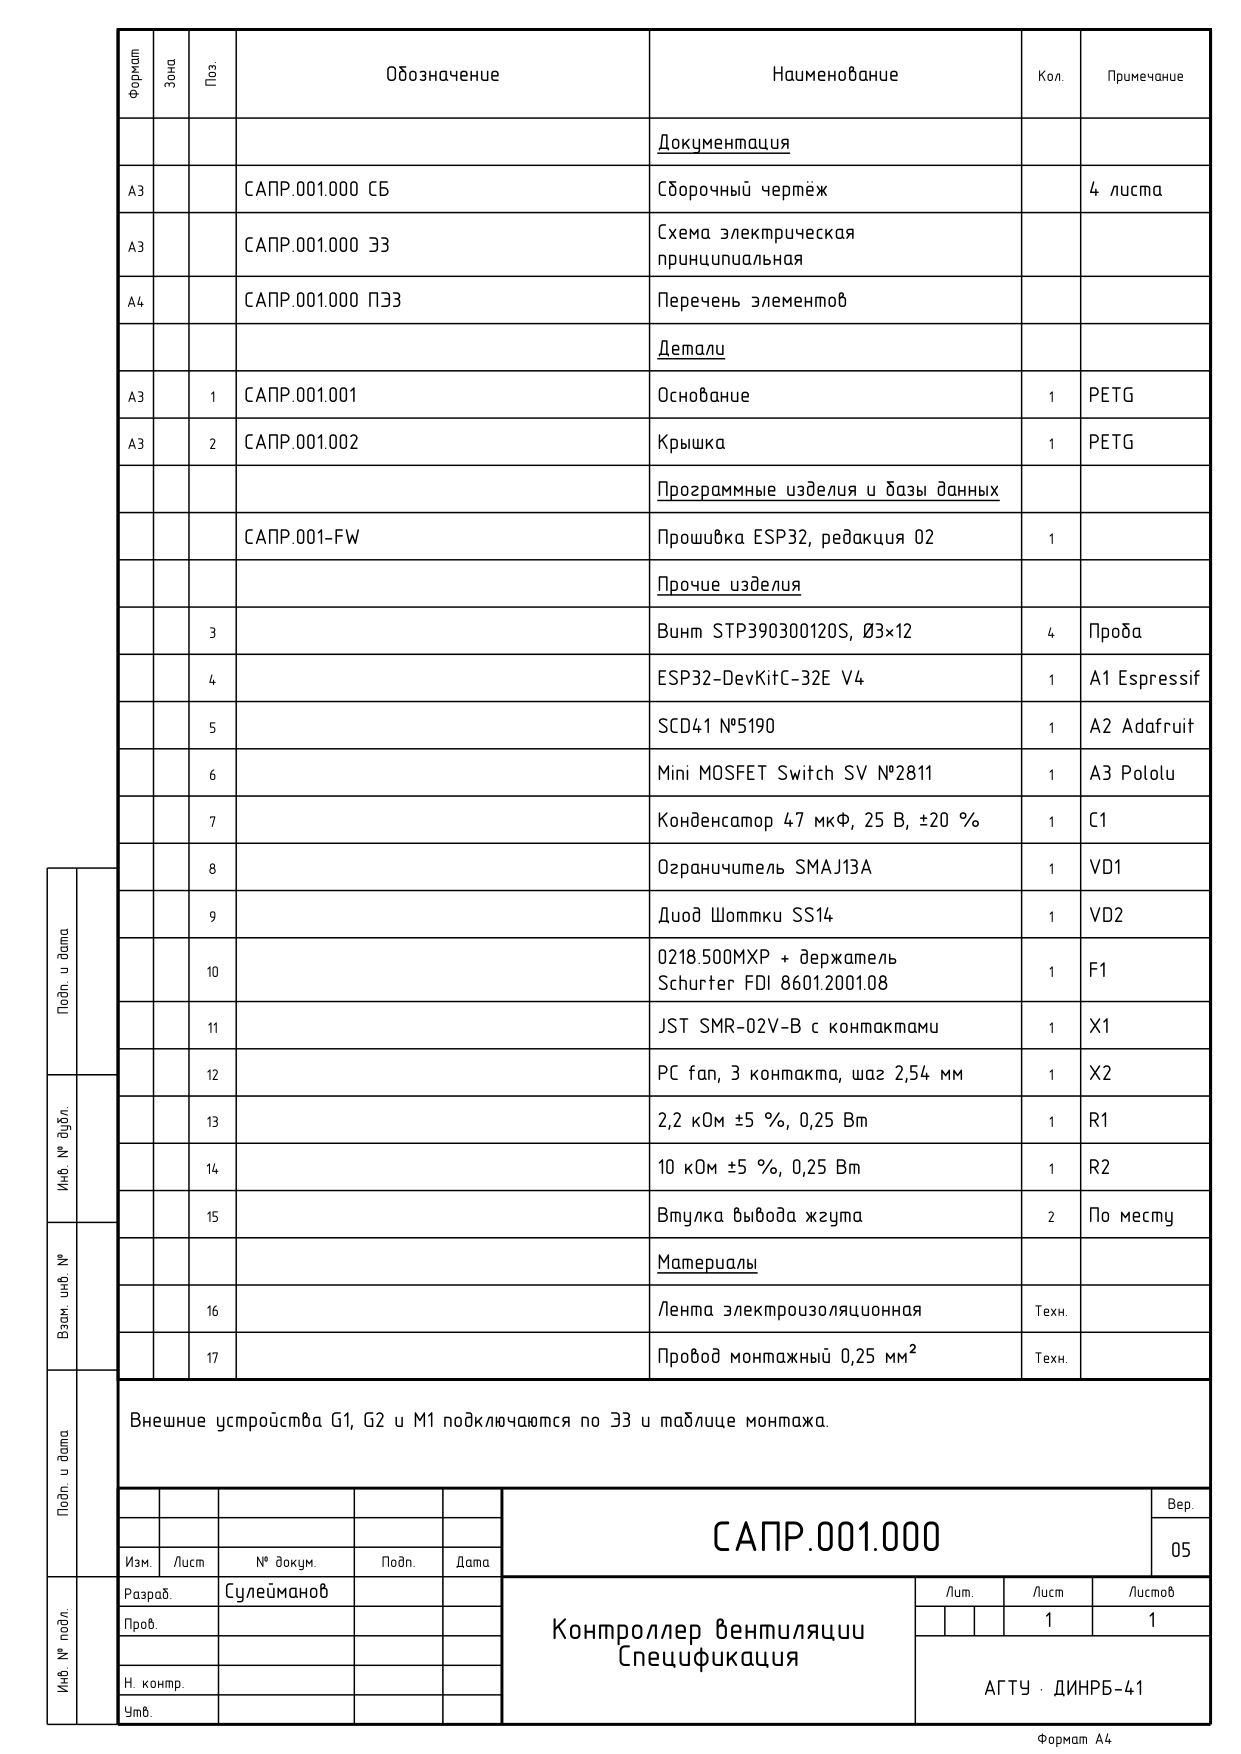 Формат Зона Поз. Обозначение Наименование Кол. Примечание
Документация
А3 САПР.001.000 СБ Сборочный чертёж 4 листа
А3 САПР.001.000 Э3 Схема электрическая
принципиальная
А4 САПР.001.000 ПЭ3 Перечень элементов
Детали
А3 1 САПР.001.001 Основание 1 PETG
А3 2 САПР.001.002 Крышка 1 PETG
Программные изделия и базы данных
САПР.001-FW Прошивка ESP32, редакция 02 1
Прочие изделия
3 Винт STP390300120S, Ø3×12 4 Проба
4 ESP32-DevKitC-32E V4 1 A1 Espressif
5 SCD41 №5190 1 A2 Adafruit
6 Mini MOSFET Switch SV №2811 1 A3 Pololu
7 Конденсатор 47 мкФ, 25 В, ±20 % 1 C1
8 Ограничитель SMAJ13A 1 VD1
9 Диод Шоттки SS14 1 VD2
10 0218.500MXP + держатель
Schurter FDI 8601.2001.08 1 F1
11 JST SMR-02V-B с контактами 1 X1
12 PC fan, 3 контакта, шаг 2,54 мм 1 X2
13 2,2 кОм ±5 %, 0,25 Вт 1 R1
14 10 кОм ±5 %, 0,25 Вт 1 R2
15 Втулка вывода жгута 2 По месту
Материалы
16 Лента электроизоляционная Техн.
17 Провод монтажный 0,25 мм² Техн.
Внешние устройства G1, G2 и M1 подключаются по Э3 и таблице монтажа.
Подп. и дата
Инв. № дубл.
Взам. инв. №
Подп. и дата
Инв. № подл.
САПР.001.000
Вер.
05
Изм. Лист № докум. Подп. Дата
Разраб. Сулейманов
Пров.
Н. контр.
Утв.
Контроллер вентиляции
Спецификация
Лит. Лист Листов
1 1
АГТУ · ДИНРБ-41
Формат А4